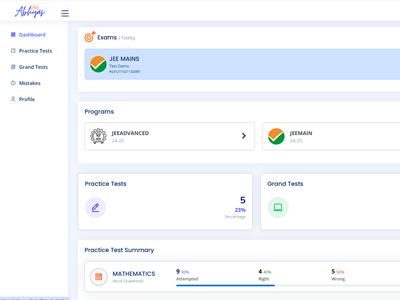 Abhyas
Dashboard
Practice Tests
Grand Tests
Mistakes
Profile
Exams | Today
JEE MAINS
Test Demo
Programs
JEEADVANCED
24-25
JEEMAIN
24-25
Practice Tests
5
23%
Percentage
Grand Tests
Practice Test Summary
MATHEMATICS
No.of Questions
9 90%
Attempted
4 40%
Right
5 50%
Wrong